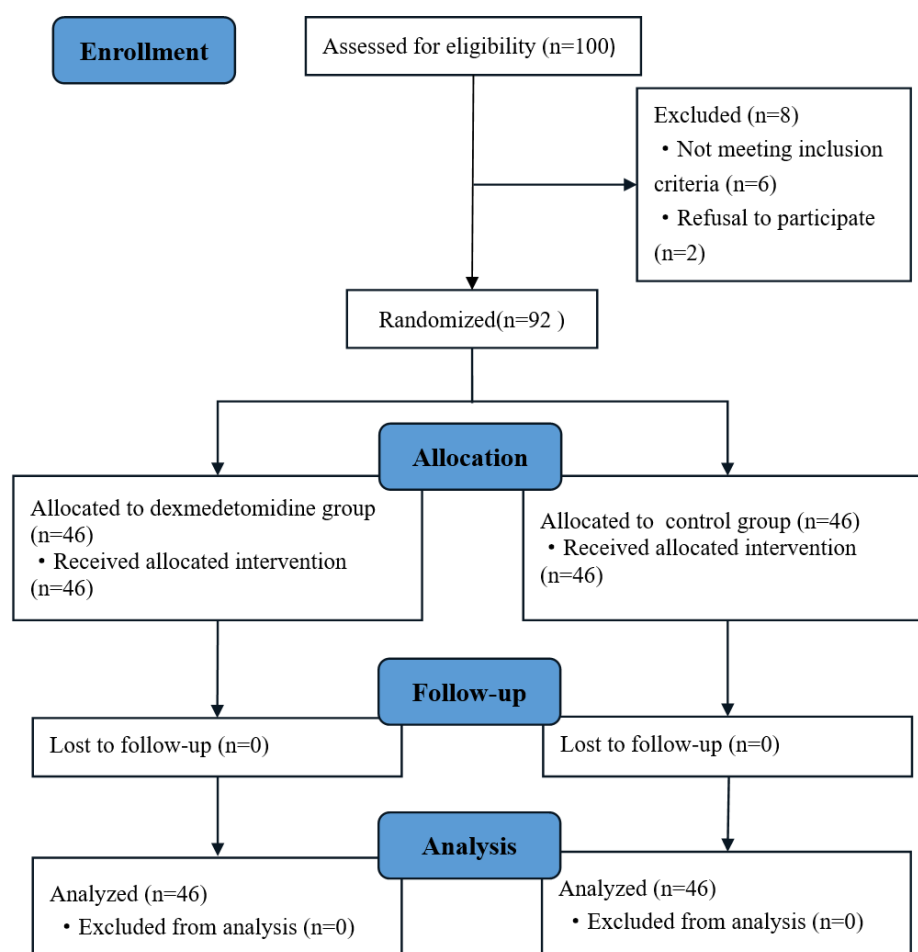 Enrollment
Assessed for eligibility (n=100)
Excluded (n=8)
・Not meeting inclusion
criteria (n=6)
・Refusal to participate
(n=2)
Randomized(n=92 )
Allocation
Allocated to dexmedetomidine group
(n=46)
・Received allocated intervention
(n=46)
Allocated to  control group (n=46)
・Received allocated intervention
(n=46)
Follow-up
Lost to follow-up (n=0)
Lost to follow-up (n=0)
Analysis
Analyzed (n=46)
・Excluded from analysis (n=0)
Analyzed (n=46)
・Excluded from analysis (n=0)